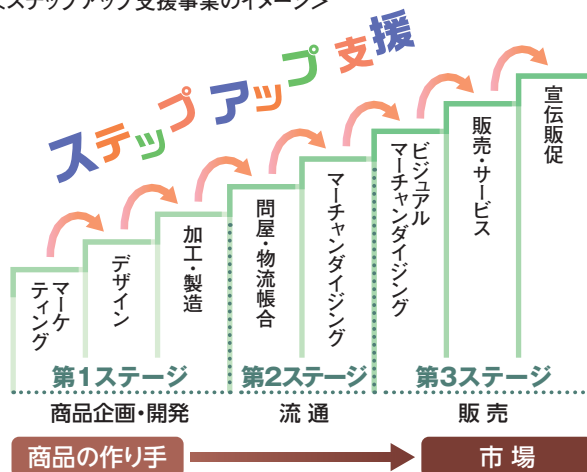 <ステップアップ支援事業のイメージ>
ステップアップ支援
マーケ
ティング
デザイン
加工・製造
問屋・物流帳合
マーチャンダイジング
ビジュアル
マーチャンダイジング
販売・サービス
宣伝販促
第1ステージ
第2ステージ
第3ステージ
商品企画・開発
流通
販売
商品の作り手
市場